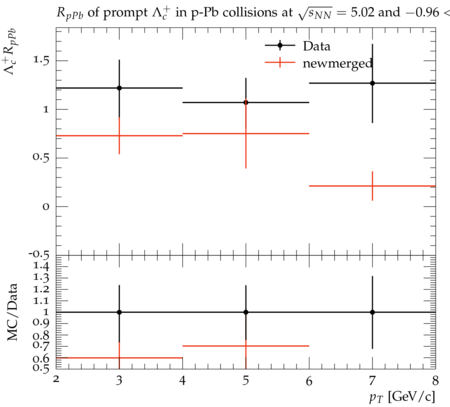 R_{pPb} of prompt Λ_c^+ in p-Pb collisions at √s_{NN} = 5.02 and −0.96 <
Λ_c^+ R_{pPb}
Data
newmerged
1.5
1
0.5
0
-0.5
MC/Data
1.4
1.3
1.2
1.1
1
0.9
0.8
0.7
0.6
0.5
2 3 4 5 6 7 8
p_T [GeV/c]